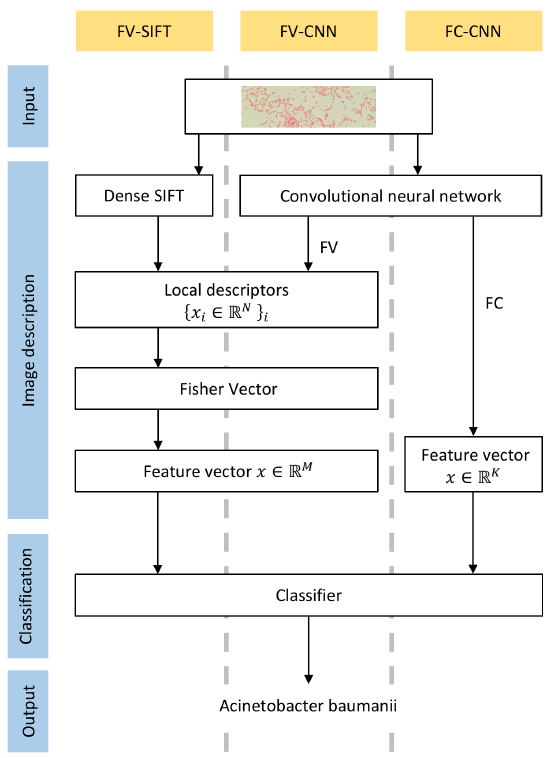 FV-SIFT
FV-CNN
FC-CNN
Input
Image description
Dense SIFT
Convolutional neural network
FV
Local descriptors
{x_i ∈ ℝ^N }_i
FC
Fisher Vector
Feature vector x ∈ ℝ^M
Feature vector
x ∈ ℝ^K
Classification
Classifier
Output
Acinetobacter baumanii